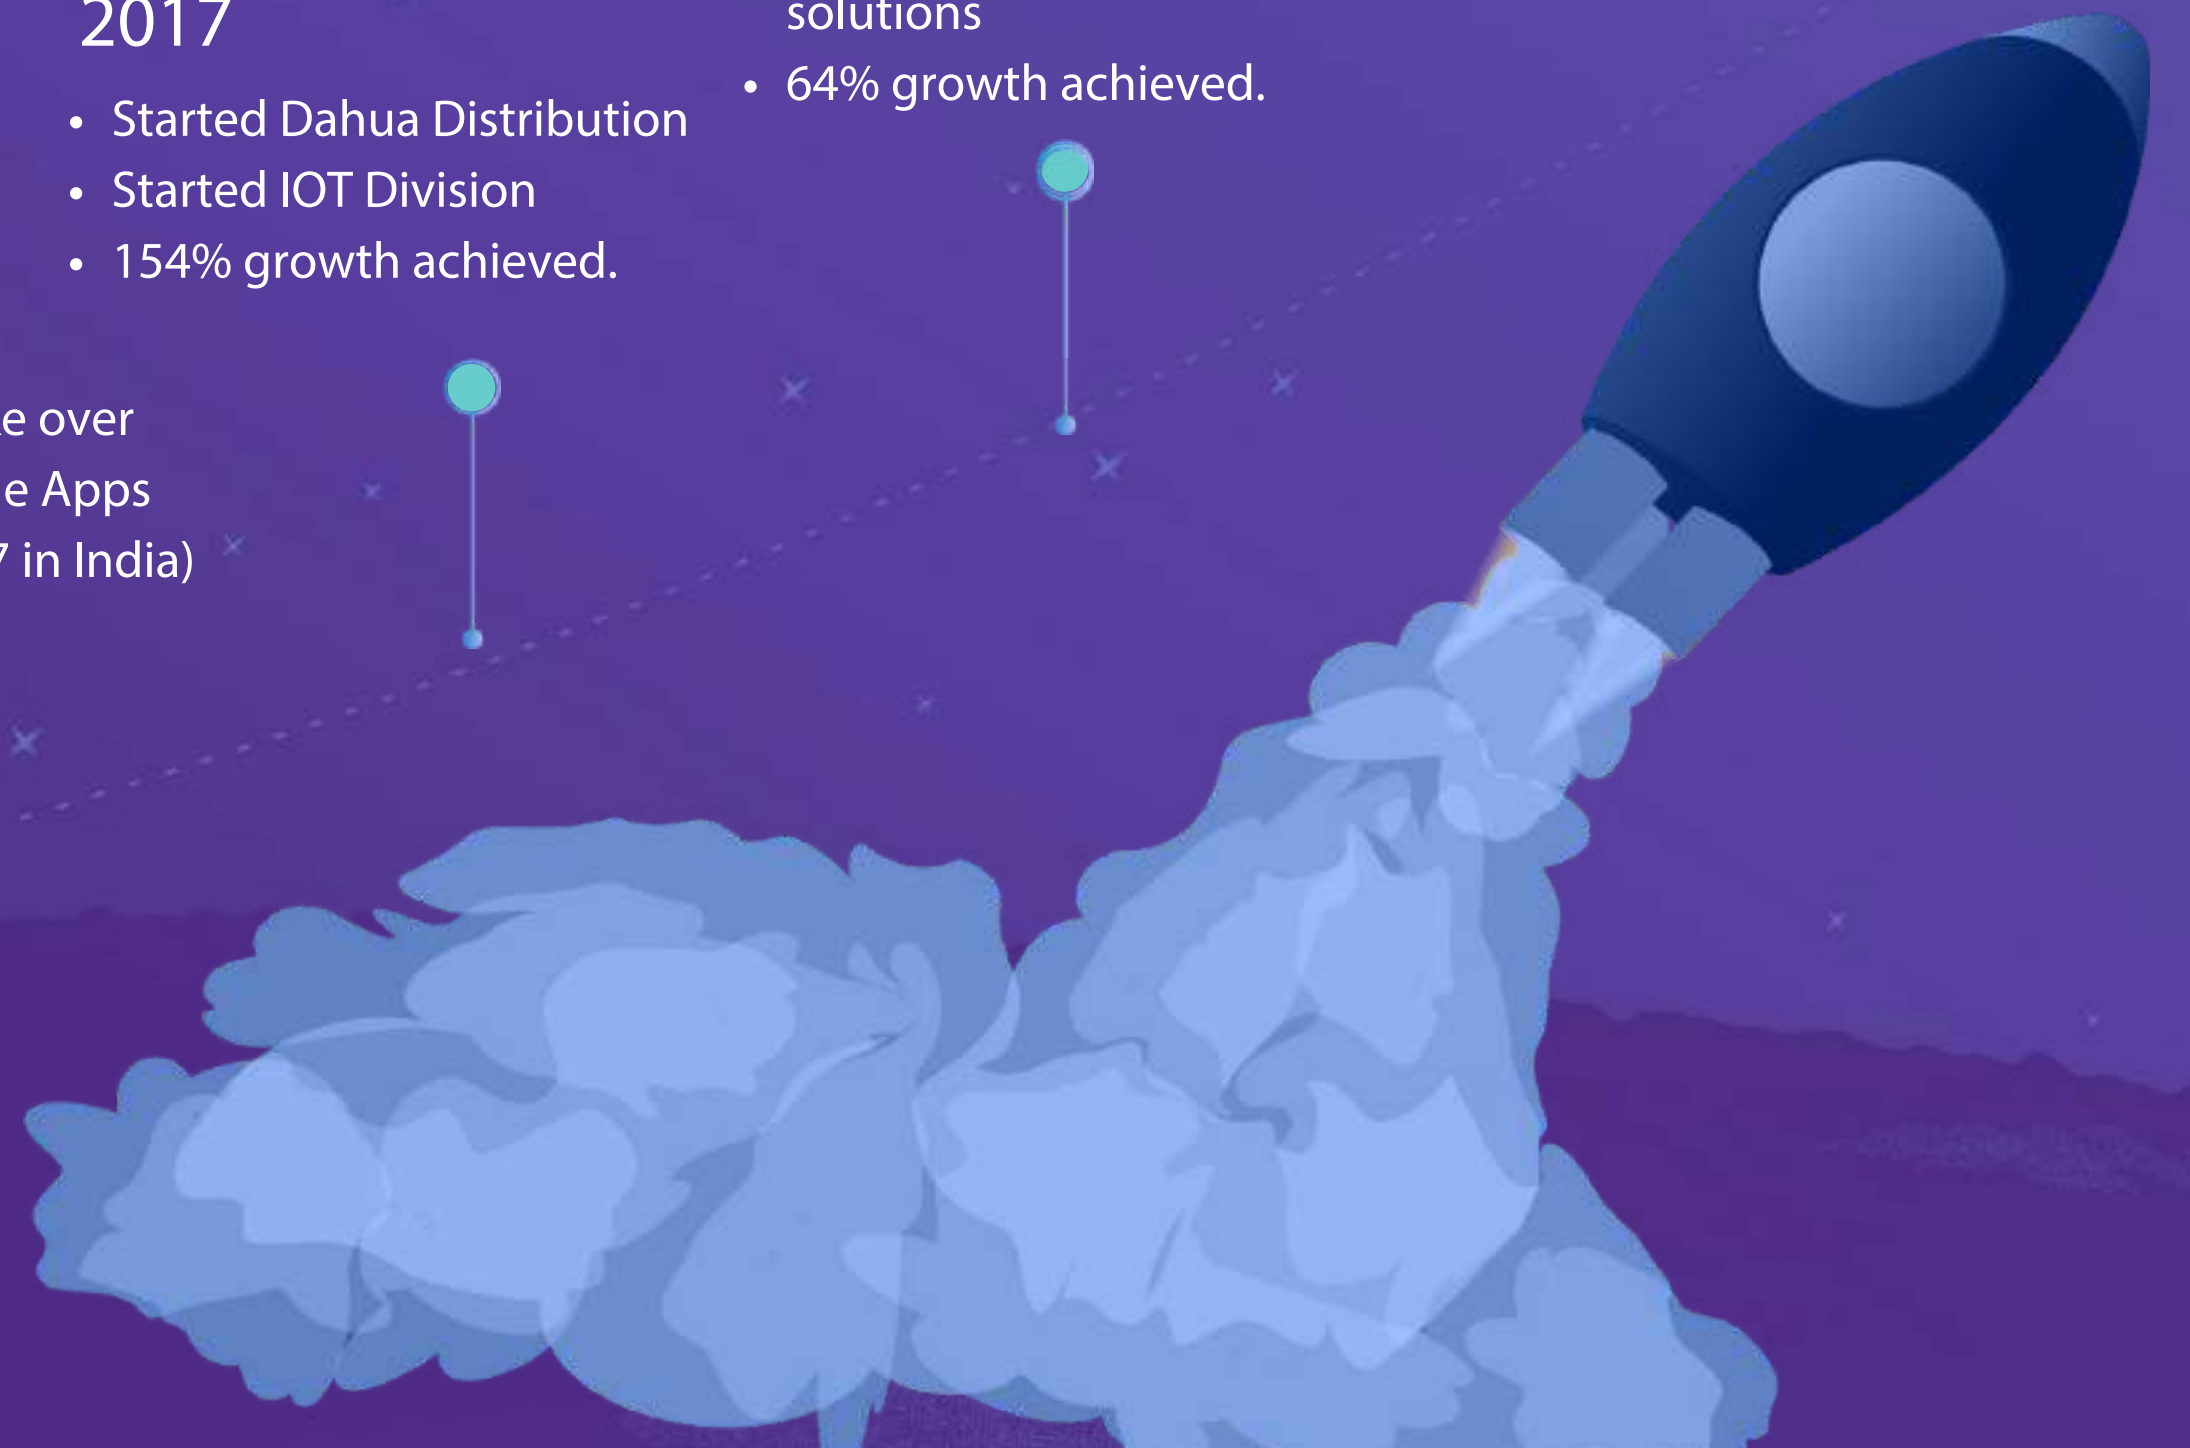 2017
• Started Dahua Distribution
• Started IOT Division
• 154% growth achieved.
solutions
• 64% growth achieved.
over
Apps
in India)